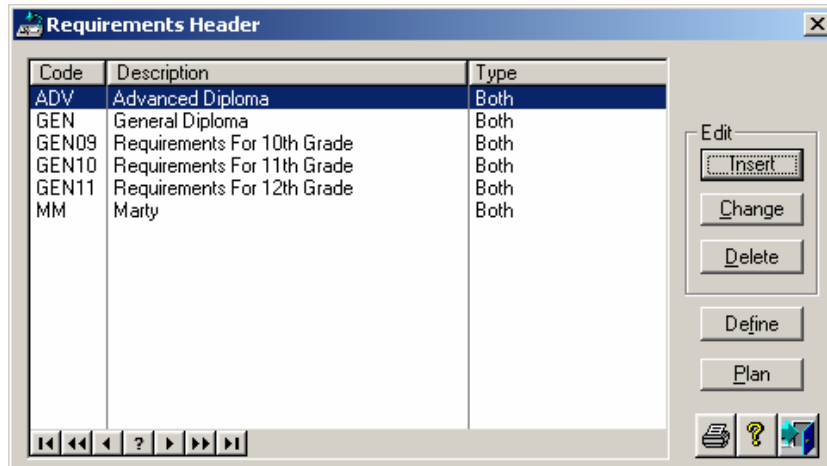 Requirements Header
Code Description Type
ADV Advanced Diploma Both
GEN General Diploma Both
GEN09 Requirements For 10th Grade Both
GEN10 Requirements For 11th Grade Both
GEN11 Requirements For 12th Grade Both
MM Marty Both
Edit
Insert
Change
Delete
Define
Plan
?
?